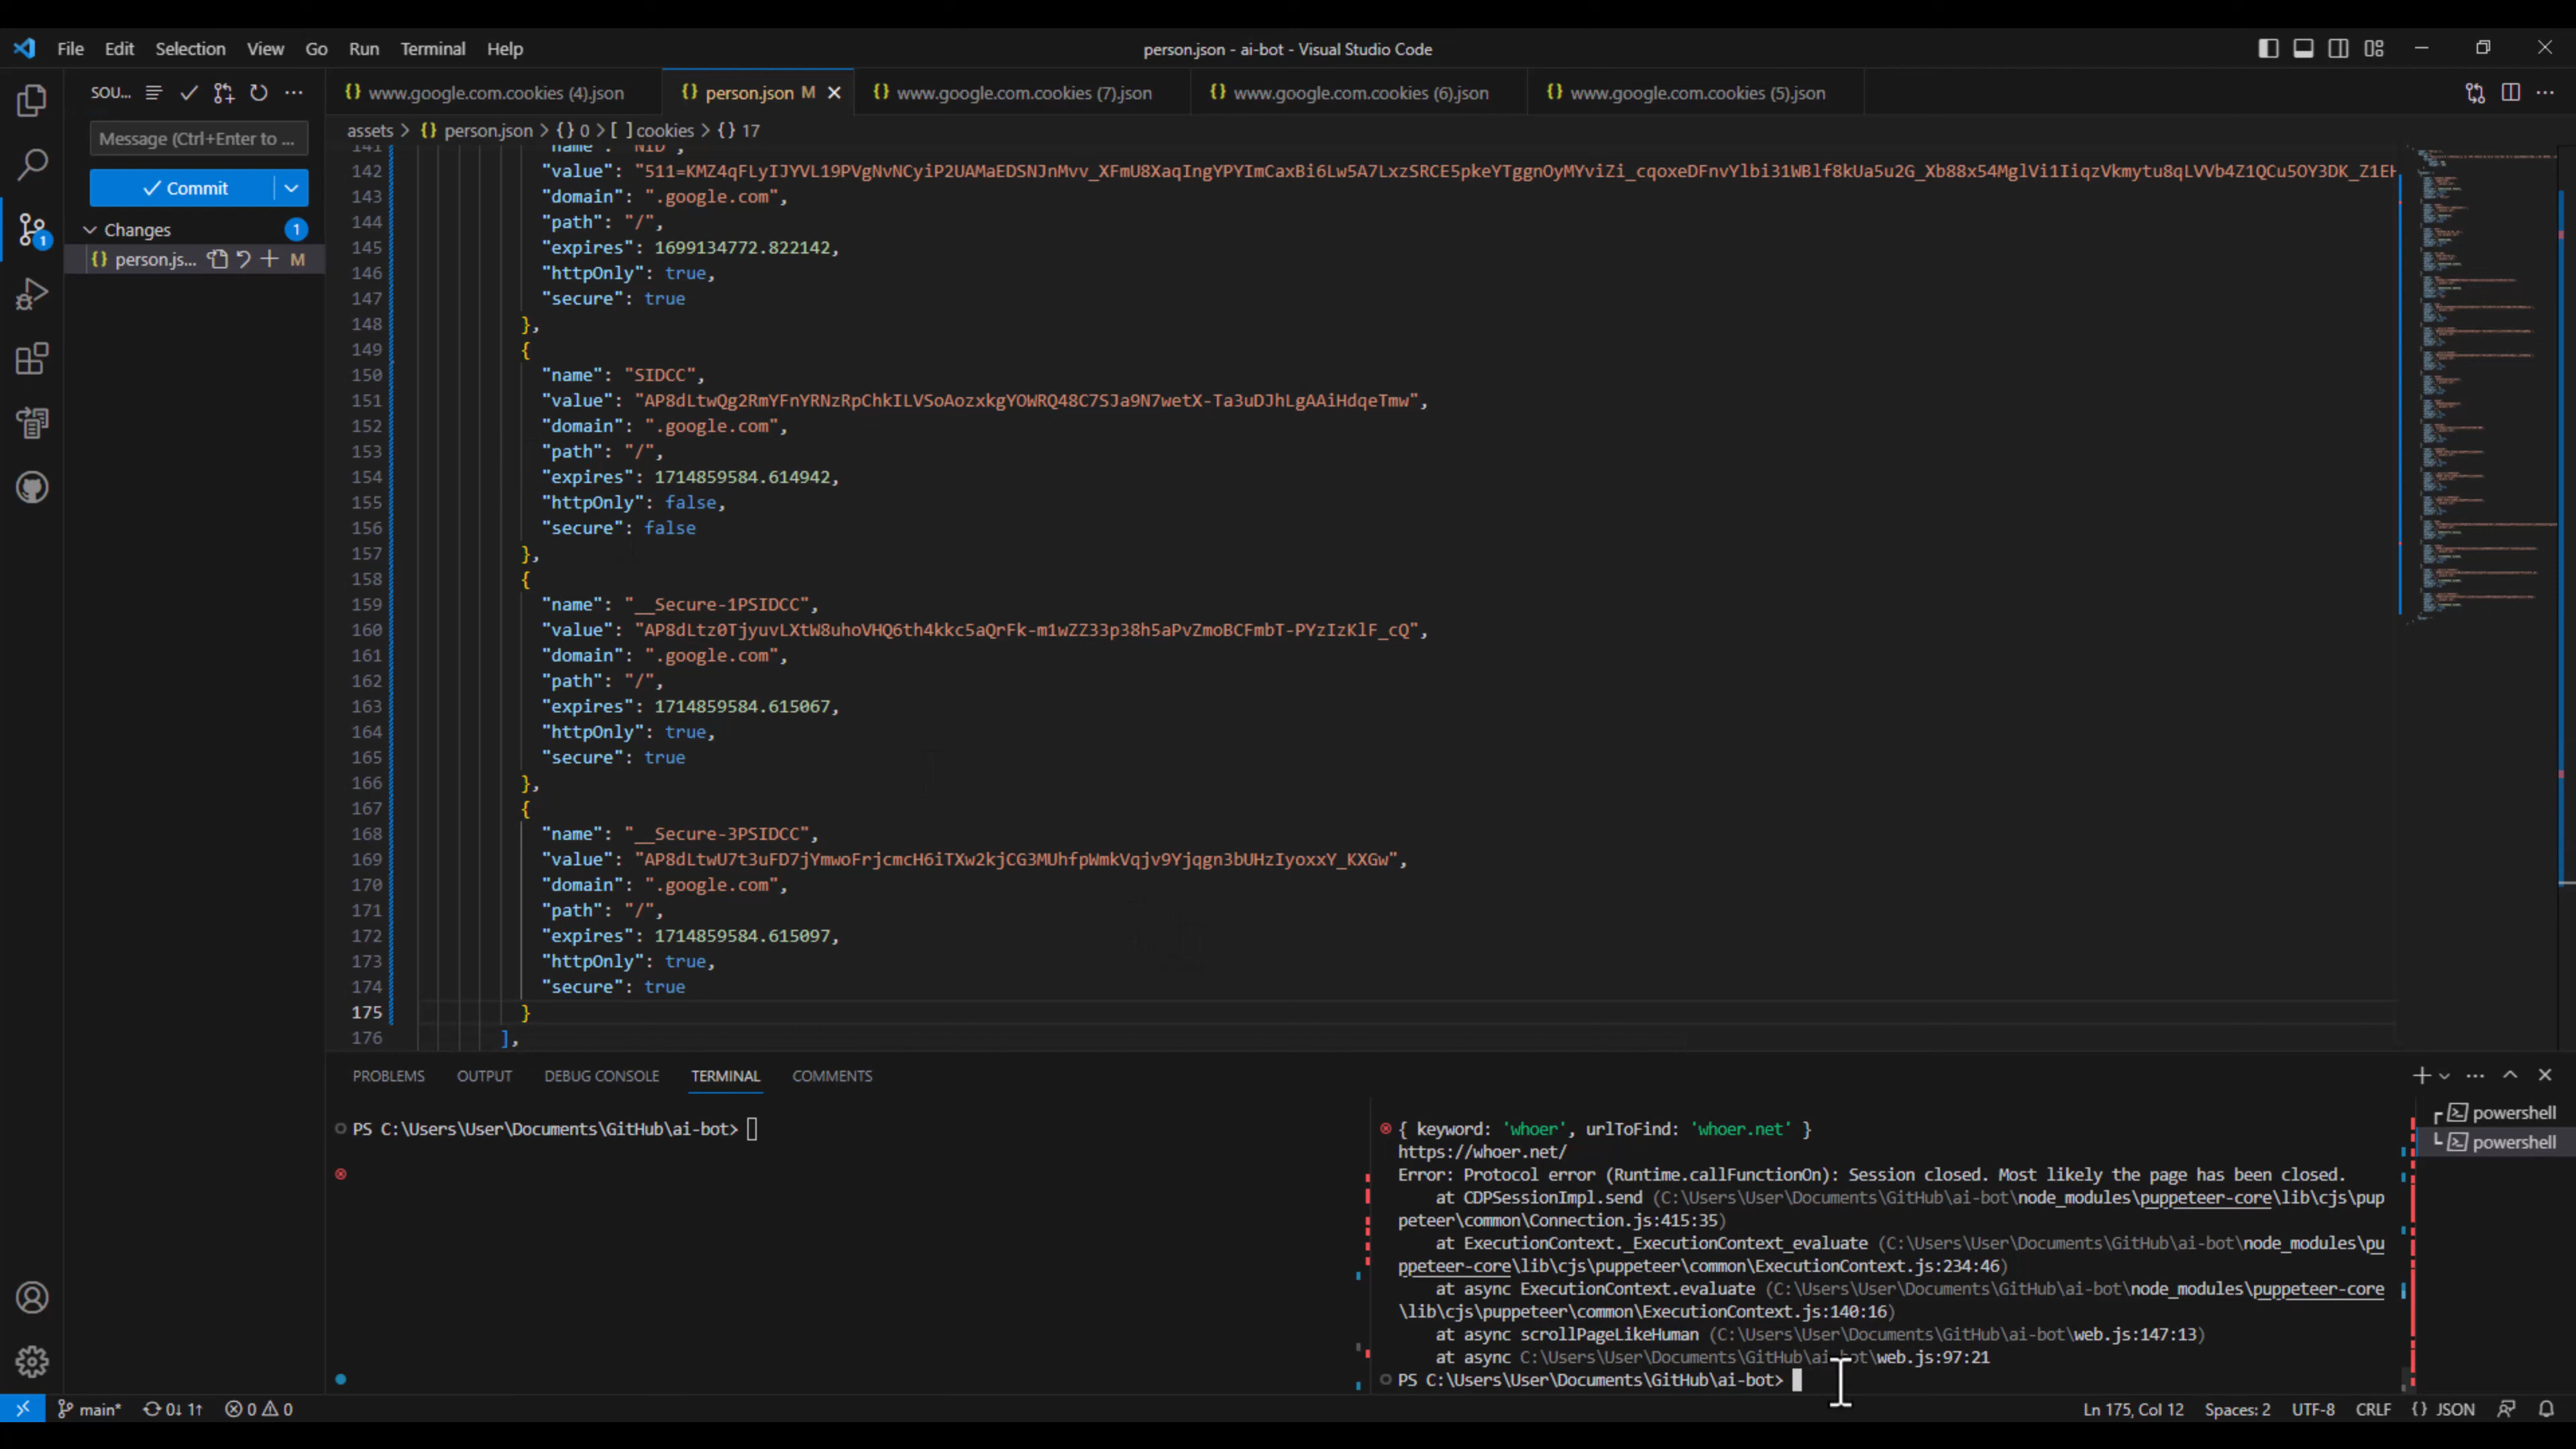 File Edit Selection View Go Run Terminal Help
person.json - ai-bot - Visual Studio Code
SOU...
www.google.com.cookies (4).json
person.json M
www.google.com.cookies (7).json
www.google.com.cookies (6).json
www.google.com.cookies (5).json
Message (Ctrl+Enter to ...
Commit
Changes 1
person.js... M
1
assets > {} person.json > {} 0 > [ ] cookies > {} 17
141 "name": "NID",
142 "value":
143 "domain": ".google.com",
144 "path": "/",
145 "expires": 1699134772.822142,
146 "httpOnly": true,
147 "secure": true
148 },
149 {
150 "name": "SIDCC",
151 "value":
152 "domain": ".google.com",
153 "path": "/",
154 "expires": 1714859584.614942,
155 "httpOnly": false,
156 "secure": false
157 },
158 {
159 "name": "__Secure-1PSIDCC",
160 "value":
161 "domain": ".google.com",
162 "path": "/",
163 "expires": 1714859584.615067,
164 "httpOnly": true,
165 "secure": true
166 },
167 {
168 "name": "__Secure-3PSIDCC",
169 "value":
170 "domain": ".google.com",
171 "path": "/",
172 "expires": 1714859584.615097,
173 "httpOnly": true,
174 "secure": true
175 }
176 ],
PROBLEMS OUTPUT DEBUG CONSOLE TERMINAL COMMENTS
PS C:\Users\User\Documents\GitHub\ai-bot>
{ keyword: 'whoer', urlToFind: 'whoer.net' }
https://whoer.net/
Error: Protocol error (Runtime.callFunctionOn): Session closed. Most likely the page has been closed.
at CDPSessionImpl.send (C:\Users\User\Documents\GitHub\ai-bot\node_modules\puppeteer-core\lib\cjs\pup
peteer\common\Connection.js:415:35)
at ExecutionContext._ExecutionContext_evaluate (C:\Users\User\Documents\GitHub\ai-bot\node_modules\pu
ppeteer-core\lib\cjs\puppeteer\common\ExecutionContext.js:234:46)
at async ExecutionContext.evaluate (C:\Users\User\Documents\GitHub\ai-bot\node_modules\puppeteer-core
\lib\cjs\puppeteer\common\ExecutionContext.js:140:16)
at async scrollPageLikeHuman (C:\Users\User\Documents\GitHub\ai-bot\web.js:147:13)
at async C:\Users\User\Documents\GitHub\ai-bot\web.js:97:21
PS C:\Users\User\Documents\GitHub\ai-bot>
powershell
powershell
main* 0↓ 1↑ 0 0
Ln 175, Col 12 Spaces: 2 UTF-8 CRLF {} JSON